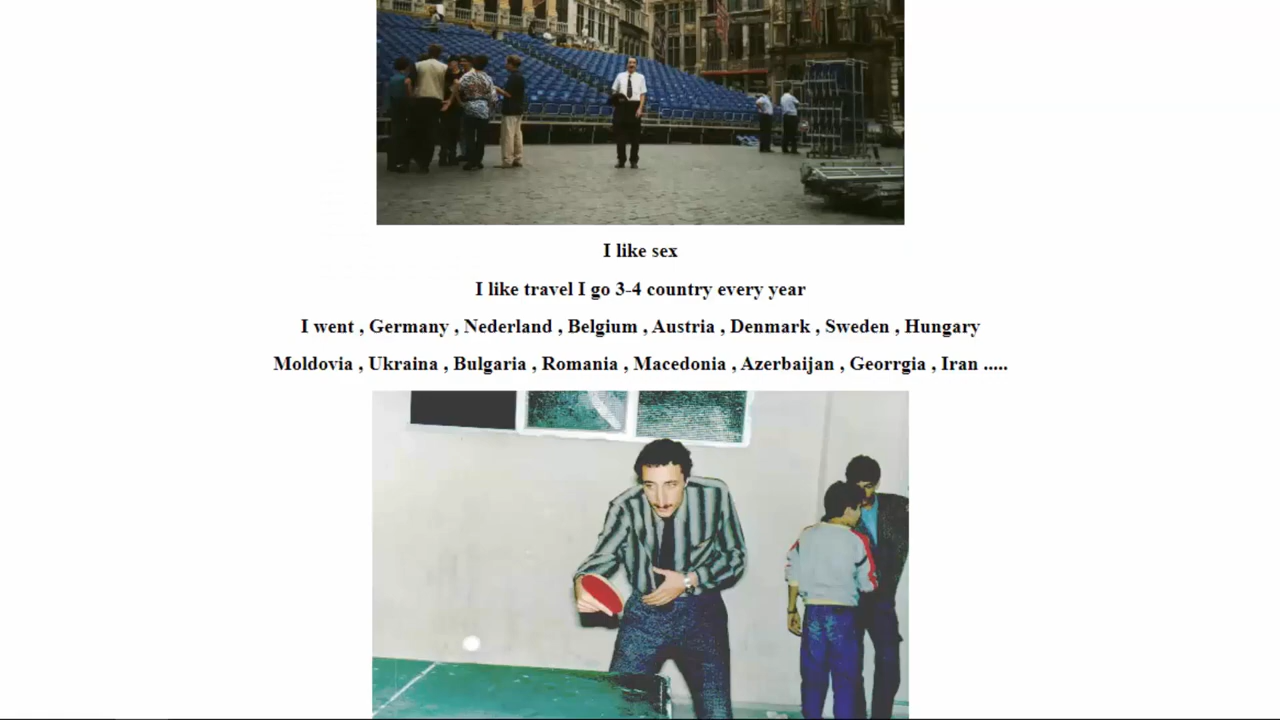 I like sex
I like travel I go 3-4 country every year
I went , Germany , Nederland , Belgium , Austria , Denmark , Sweden , Hungary
Moldovia , Ukraina , Bulgaria , Romania , Macedonia , Azerbaijan , Georrgia , Iran .....